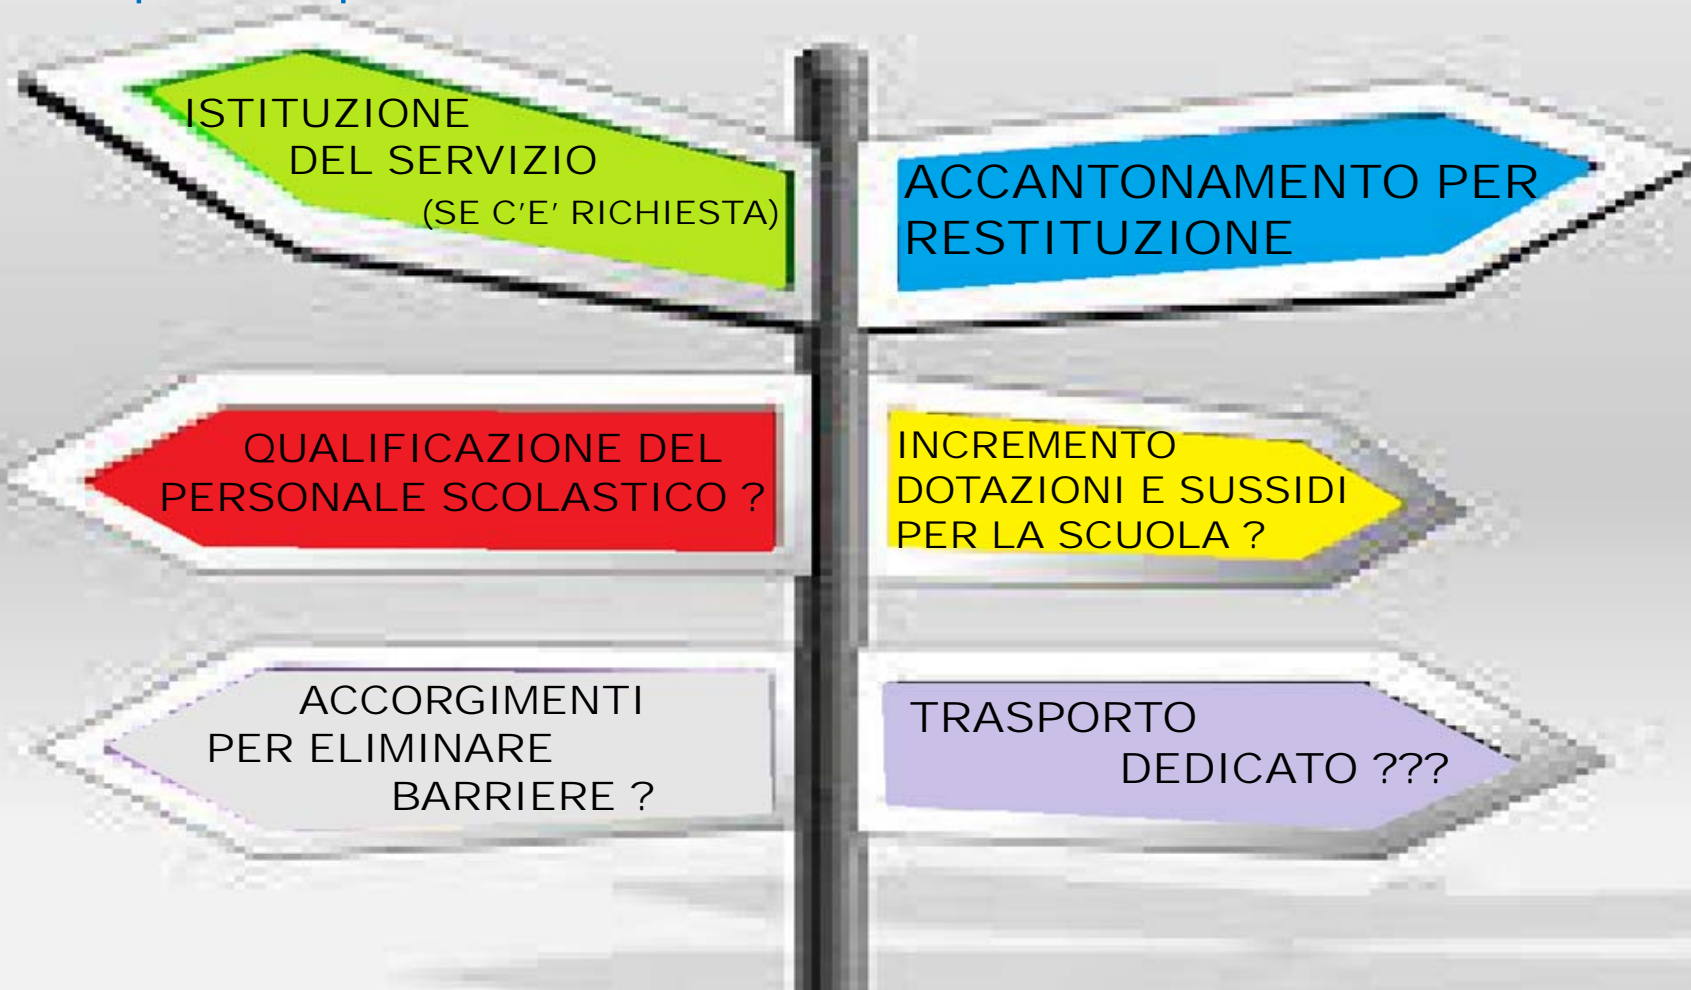 ISTITUZIONE
DEL SERVIZIO
(SE C'E' RICHIESTA)
ACCANTONAMENTO PER
RESTITUZIONE
QUALIFICAZIONE DEL
PERSONALE SCOLASTICO ?
INCREMENTO
DOTAZIONI E SUSSIDI
PER LA SCUOLA ?
ACCORGIMENTI
PER ELIMINARE
BARRIERE ?
TRASPORTO
DEDICATO ???